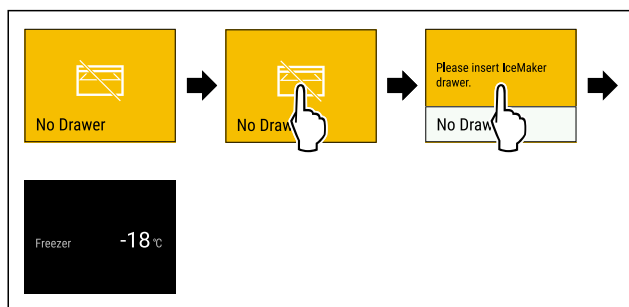 No Drawer
No Draw
Please insert IceMaker
drawer.
No Draw
Freezer -18 °C